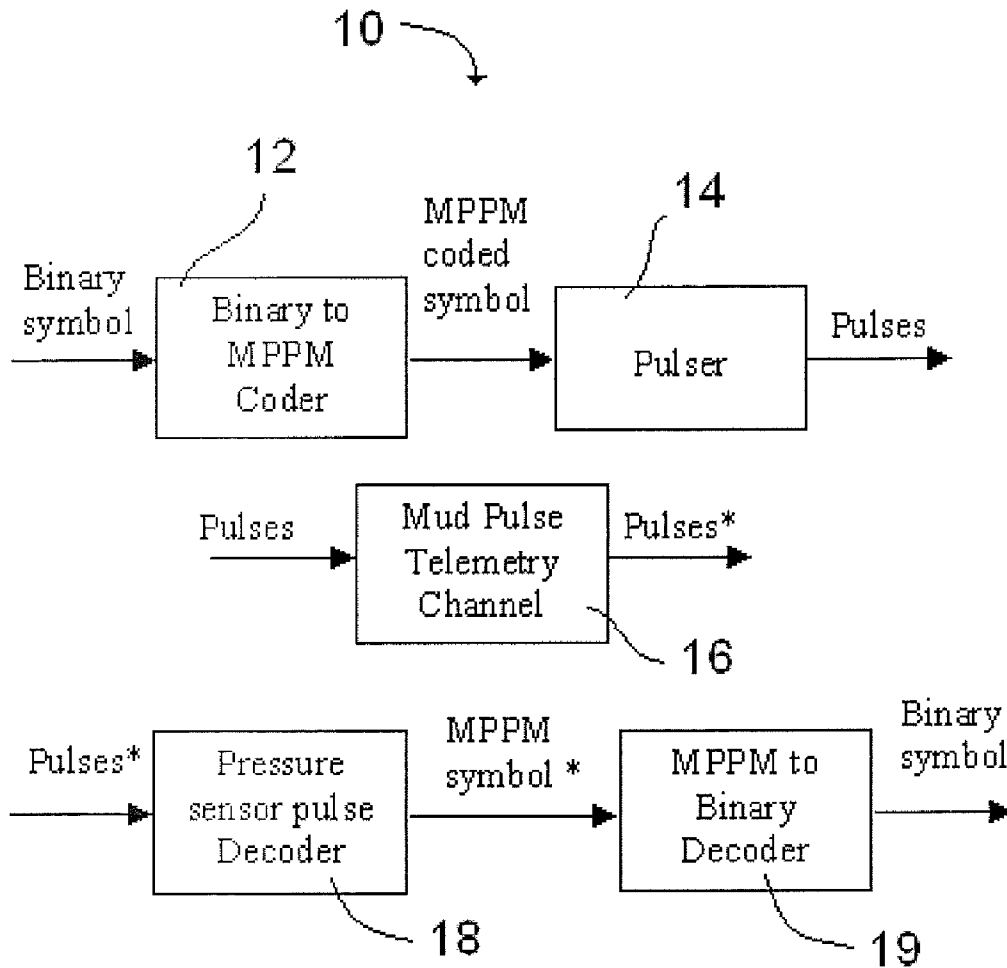 10
12
14
Binary
symbol
Binary to
MPPM
Coder
MPPM
coded
symbol
Pulser
Pulses
Pulses
Mud Pulse
Telemetry
Channel
Pulses*
16
Pulses*
Pressure
sensor pulse
Decoder
MPPM
symbol *
MPPM to
Binary
Decoder
Binary
symbol
18
19